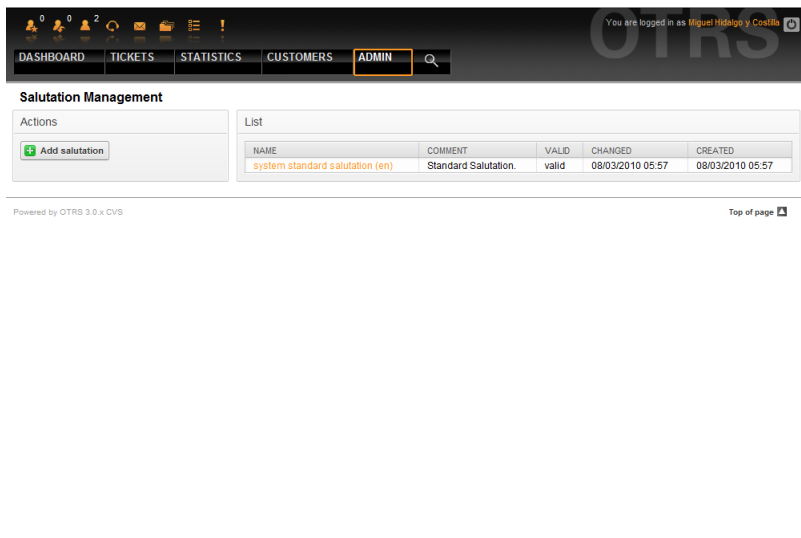 0 0 2
You are logged in as Miguel Hidalgo y Costilla
OTRS
DASHBOARD TICKETS STATISTICS CUSTOMERS ADMIN
Salutation Management
Actions
Add salutation
List
NAME COMMENT VALID CHANGED CREATED
system standard salutation (en) Standard Salutation. valid 08/03/2010 05:57 08/03/2010 05:57
Powered by OTRS 3.0.x CVS
Top of page